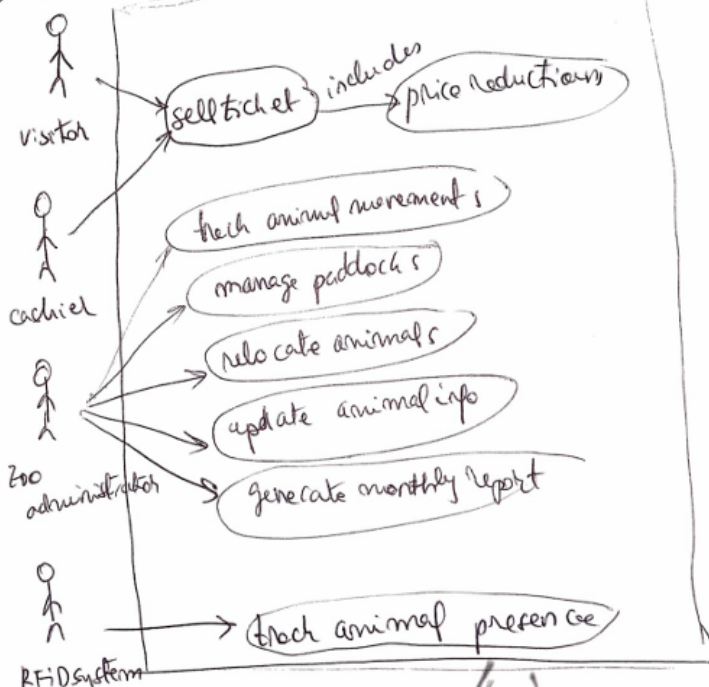 visitor
sell ticket
includes
price reductions
cachier
track animal movements
manage paddocks
relocate animals
update animal info
zoo
administrator
generate monthly report
RFiD system
track animal presence